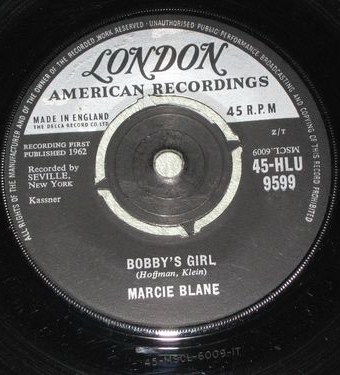 ALL RIGHTS OF THE MANUFACTURER AND OF THE OWNER OF THE RECORDED WORK RESERVED · UNAUTHORISED PUBLIC PERFORMANCE BROADCASTING AND COPYING OF THIS RECORD PROHIBITED
LONDON
AMERICAN RECORDINGS
MADE IN ENGLAND
THE DECCA RECORD CO LTD
45 R.P.M
RECORDING FIRST
PUBLISHED 1962
Z/T
MSCL.6009
Recorded by
SEVILLE,
New York
45-HLU
9599
Kassner
BOBBY'S GIRL
(Hoffman, Klein)
MARCIE BLANE
45-MSCL-6009-1T